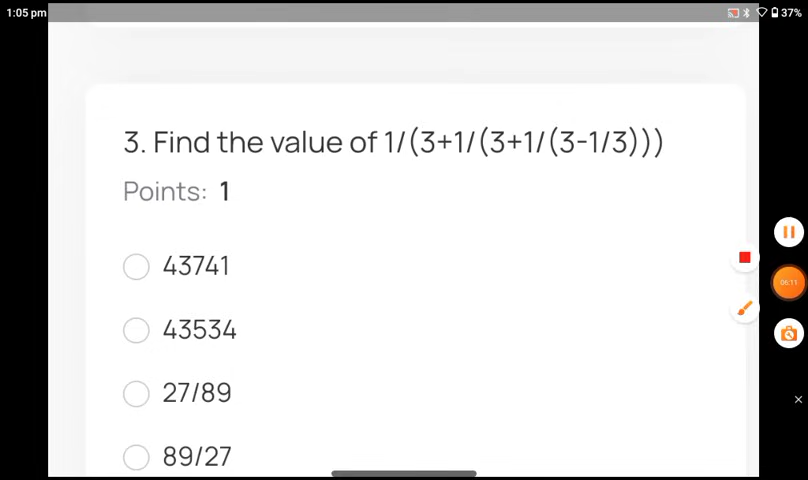 1:05 pm
37%
3. Find the value of 1/(3+1/(3+1/(3-1/3)))
Points: 1
43741
43534
27/89
89/27
06:11